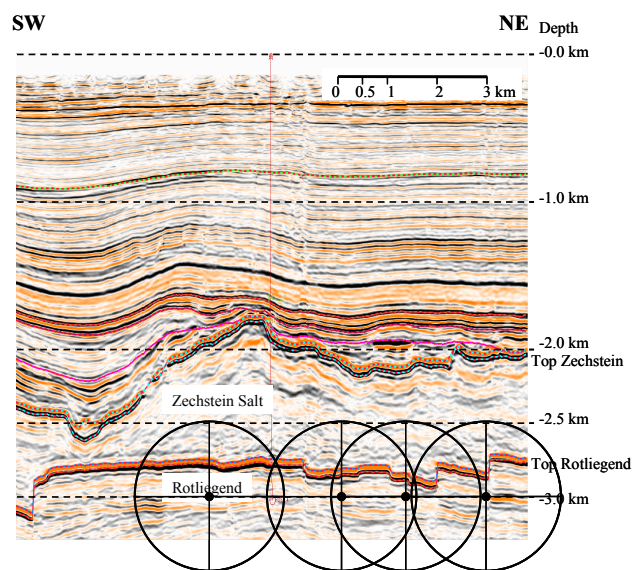 SW
NE
Depth
-0.0 km
0 0.5 1 2 3 km
-1.0 km
-2.0 km
Top Zechstein
Zechstein Salt
-2.5 km
Top Rotliegend
Rotliegend
-3.0 km